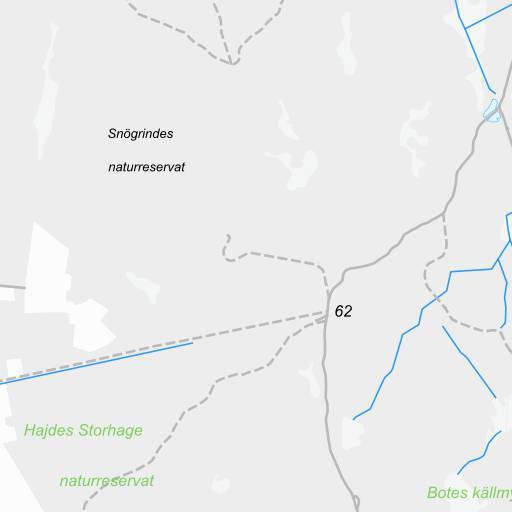 Snögrindes
naturreservat
62
Hajdes Storhage
naturreservat
Botes källmy